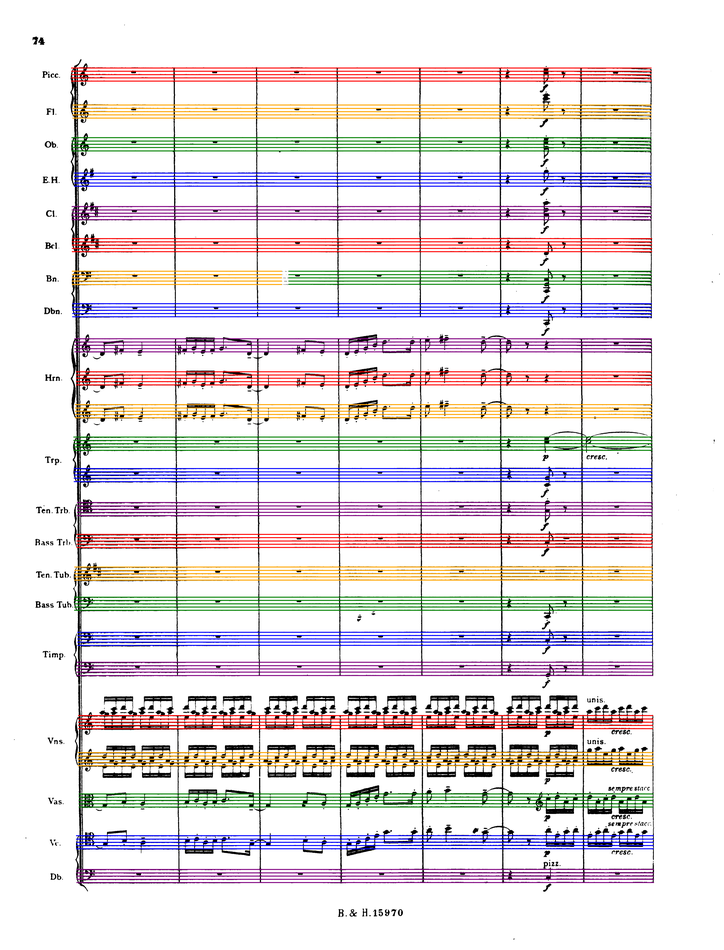 74
Picc.
Fl.
Ob.
E.H.
Cl.
Bcl.
Bn.
Dbn.
Hrn.
Trp.
p cresc.
Ten. Trb.
Bass Trb.
Ten. Tub.
Bass Tub.
Timp.
unis.
Vns.
p cresc.
unis.
p cresc.
sempre stacc.
Vas.
p cresc.
sempre stacc.
Vc.
p cresc.
pizz.
Db.
f
B. & H. 15970